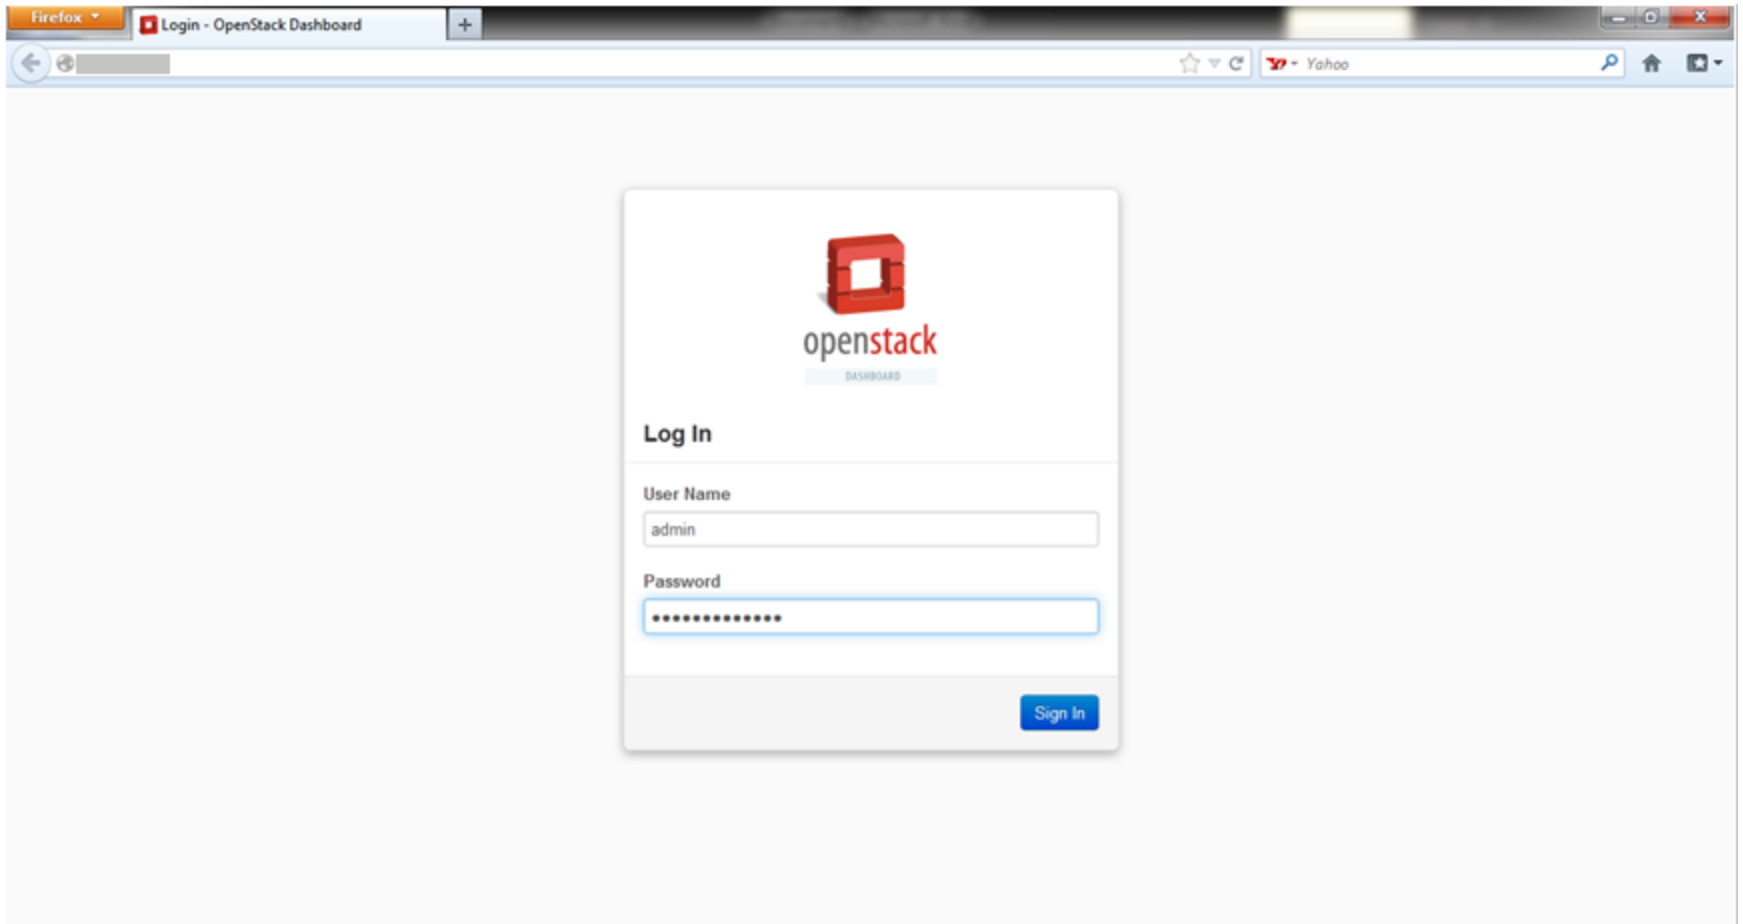 Firefox
Login - OpenStack Dashboard
Yahoo
openstack
DASHBOARD
Log In
User Name
admin
Password
•••••••••••••
Sign In